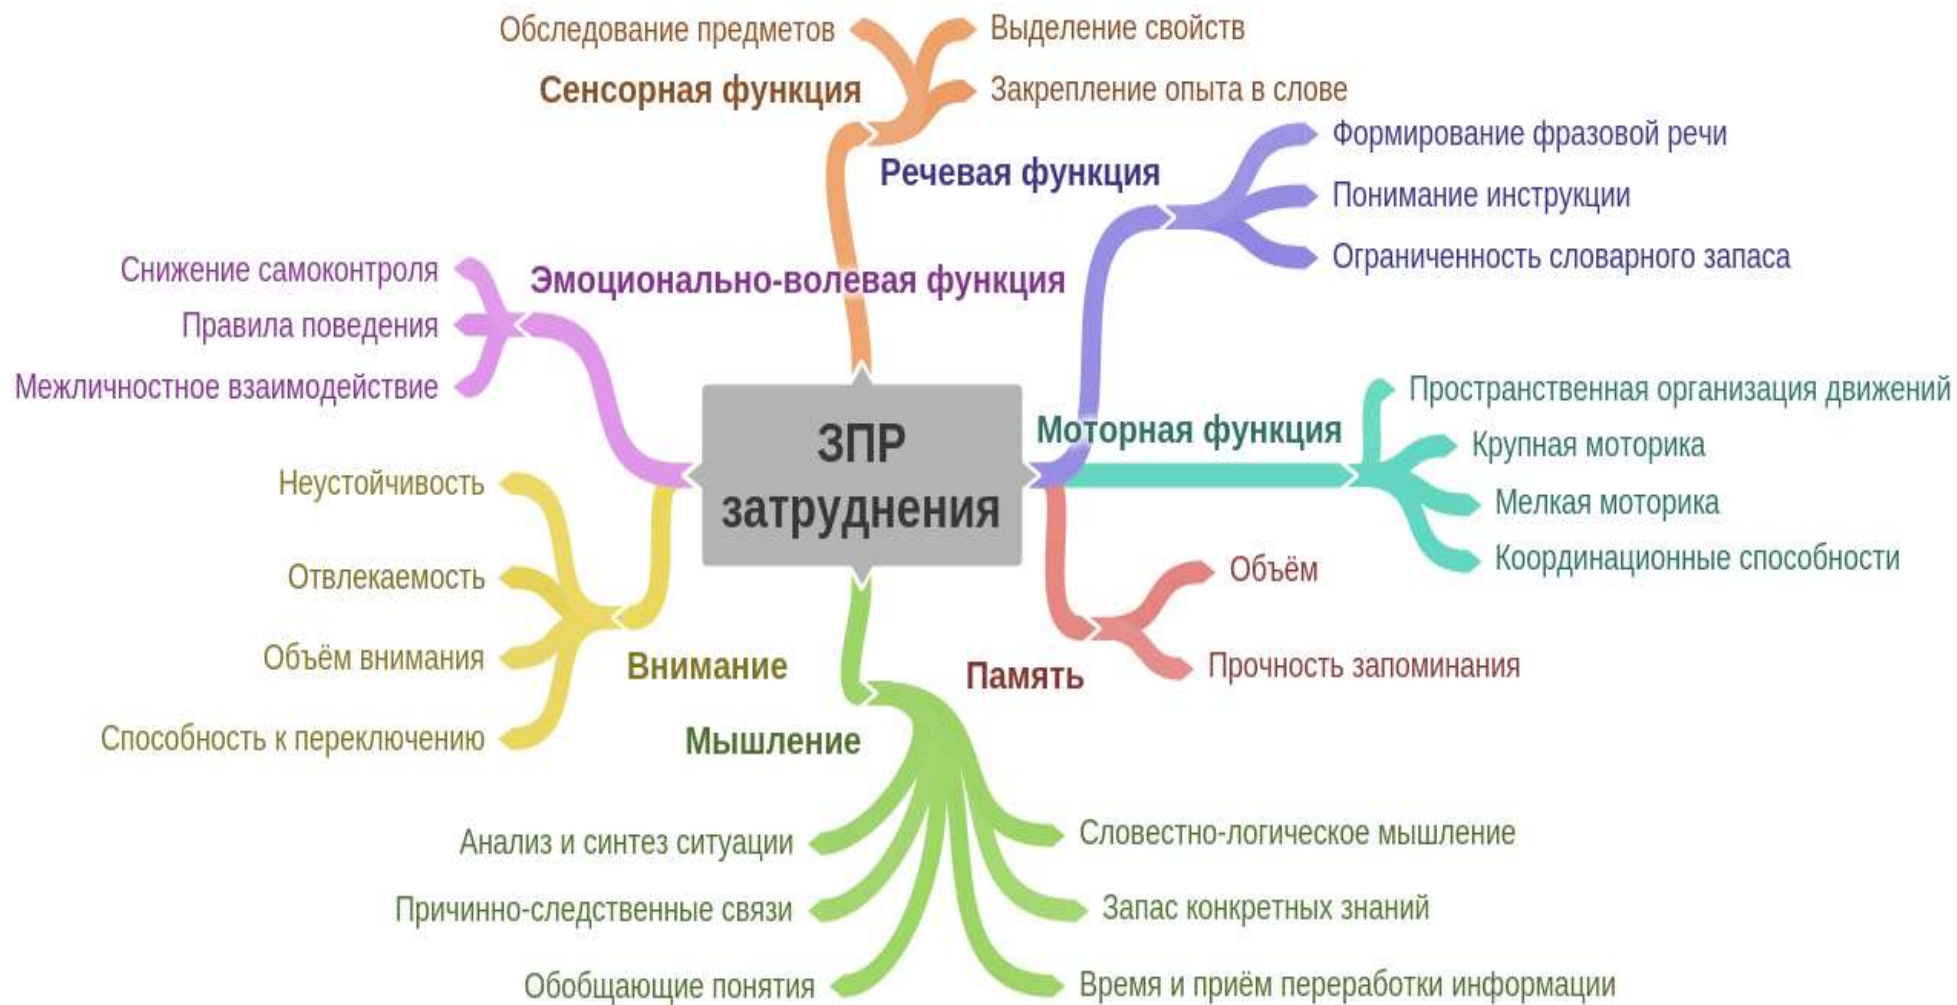 Обследование предметов
Выделение свойств
Сенсорная функция
Закрепление опыта в слове
Речевая функция
Формирование фразовой речи
Понимание инструкции
Ограниченность словарного запаса
Эмоционально-волевая функция
Снижение самоконтроля
Правила поведения
Межличностное взаимодействие
ЗПР
затруднения
Моторная функция
Пространственная организация движений
Крупная моторика
Мелкая моторика
Координационные способности
Неустойчивость
Отвлекаемость
Объём внимания
Способность к переключению
Внимание
Память
Объём
Прочность запоминания
Мышление
Анализ и синтез ситуации
Причинно-следственные связи
Обобщающие понятия
Словестно-логическое мышление
Запас конкретных знаний
Время и приём переработки информации